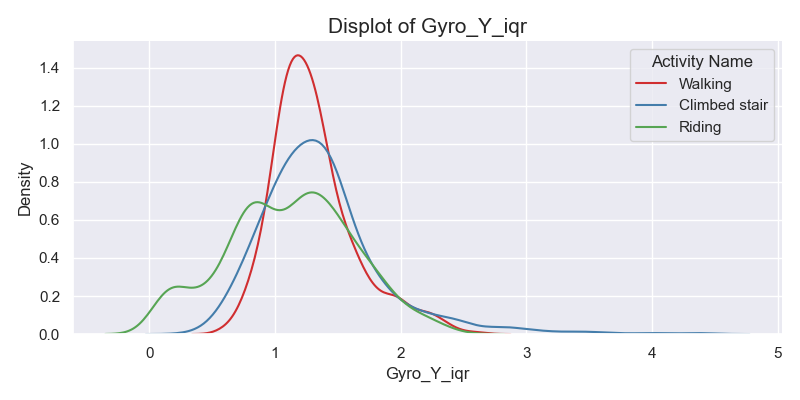 Displot of Gyro_Y_iqr
Activity Name
Walking
Climbed stair
Riding
Density
1.4
1.2
1.0
0.8
0.6
0.4
0.2
0.0
0 1 2 3 4 5
Gyro_Y_iqr